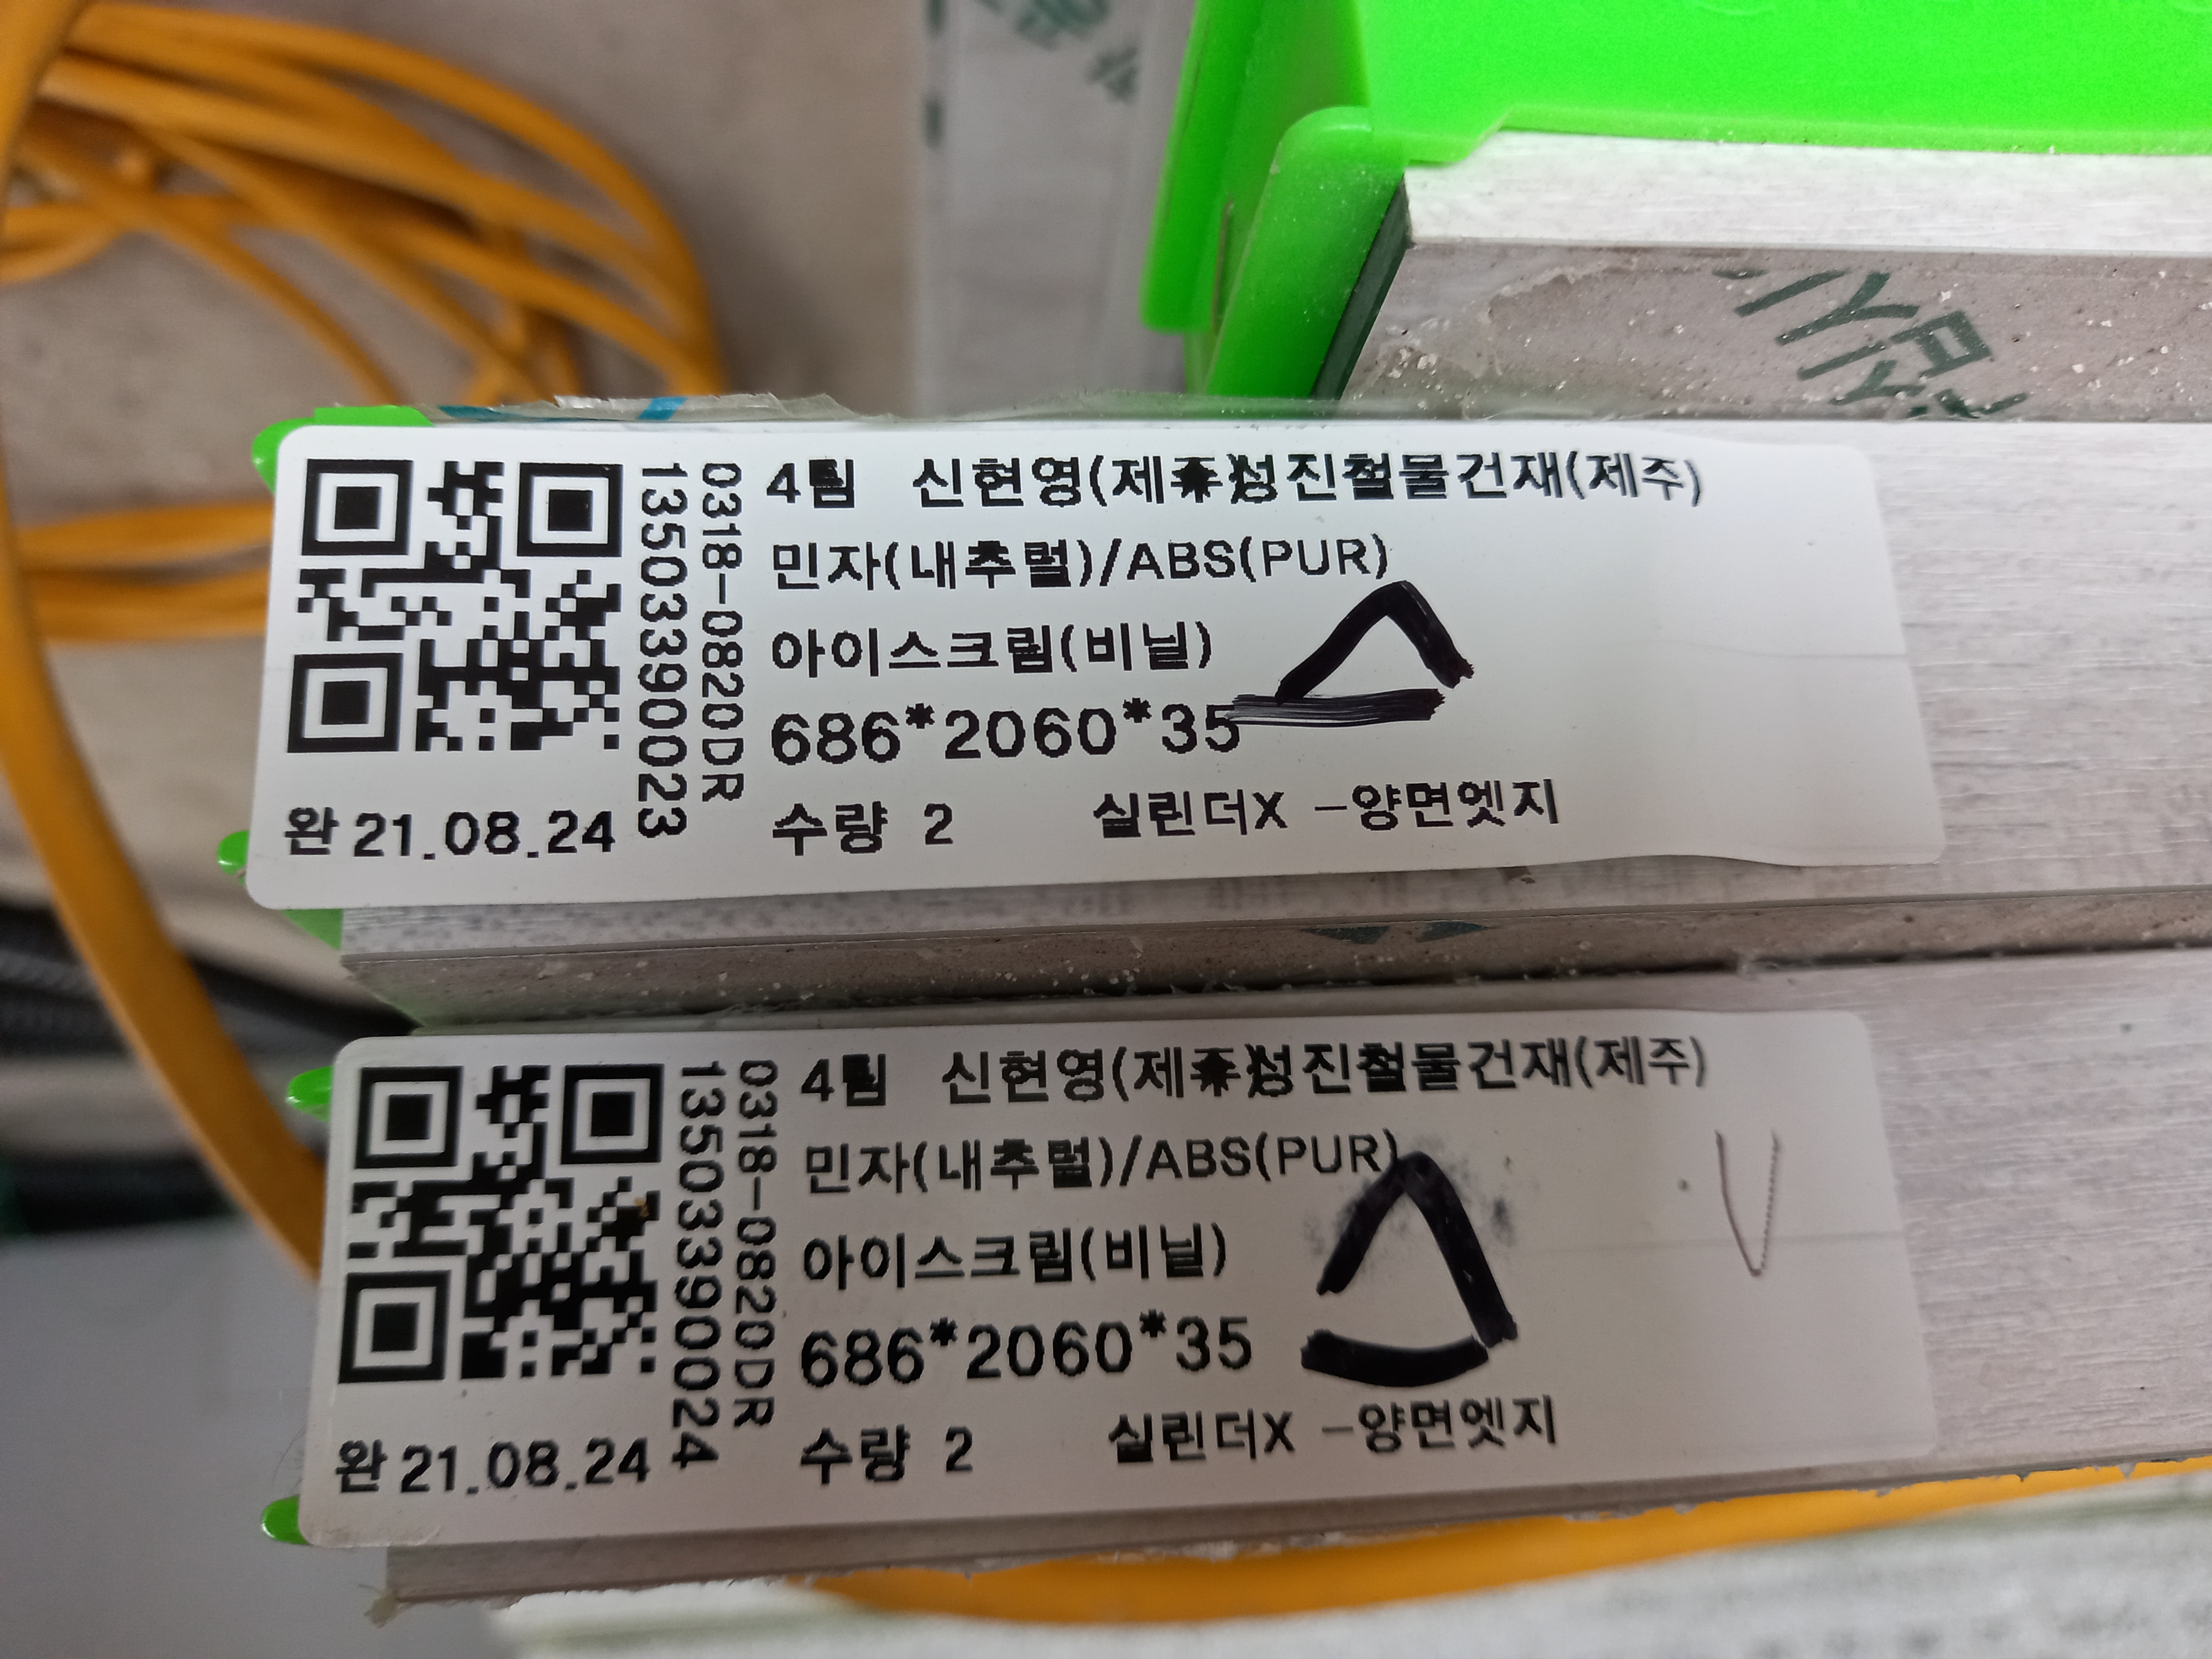 4팀 신현영(제주)성진철물건재(제주)
민자(내추럴)/ABS(PUR)
아이스크림(비닐)
686*2060*35
수량 2 실린더X -양면엣지
0318-0820DR
135033900023
완 21.08.24
4팀 신현영(제주)성진철물건재(제주)
민자(내추럴)/ABS(PUR)
아이스크림(비닐)
686*2060*35
수량 2 실린더X -양면엣지
0318-0820DR
135033900024
완 21.08.24